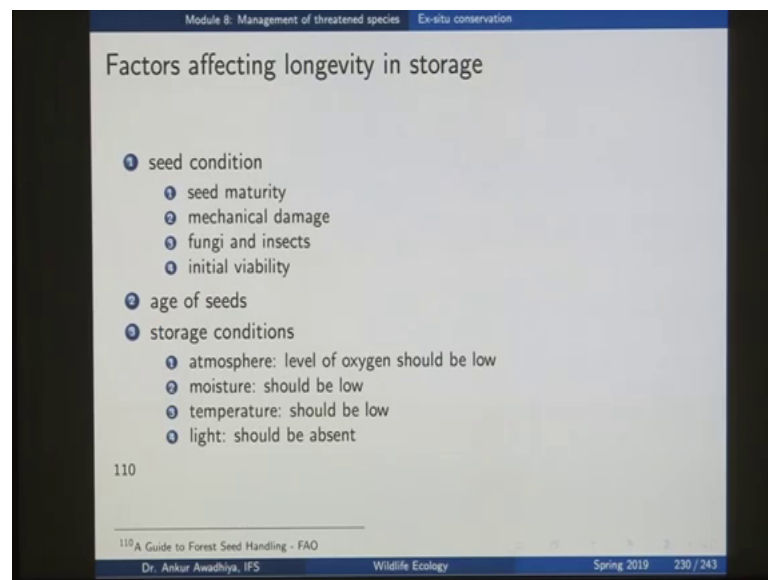 Module 8: Management of threatened species Ex-situ conservation
Factors affecting longevity in storage
1 seed condition
1 seed maturity
2 mechanical damage
3 fungi and insects
4 initial viability
2 age of seeds
3 storage conditions
1 atmosphere: level of oxygen should be low
2 moisture: should be low
3 temperature: should be low
4 light: should be absent
110
110 A Guide to Forest Seed Handling - FAO
Dr. Ankur Awadhiya, IFS Wildlife Ecology Spring 2019 230 / 243